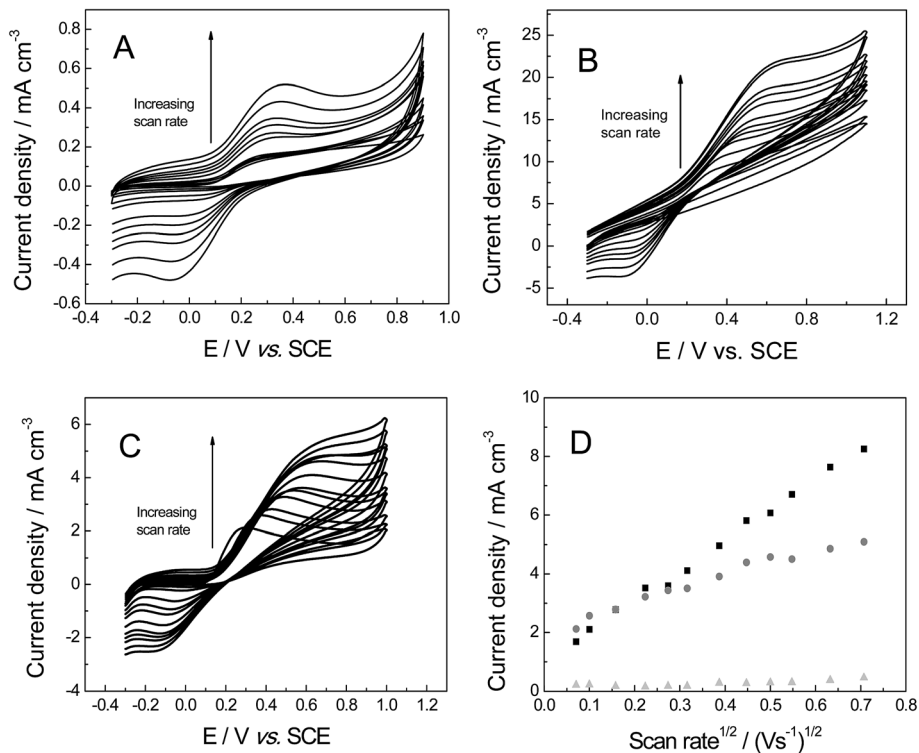 A
Increasing
scan rate
0.8
0.6
0.4
0.2
0.0
-0.2
-0.4
-0.6
-0.4 -0.2 0.0 0.2 0.4 0.6 0.8 1.0
Current density / mA cm-3
E / V vs. SCE
B
Increasing
scan rate
25
20
15
10
5
0
-5
-0.4 0.0 0.4 0.8 1.2
Current density / mA cm-3
E / V vs. SCE
C
Increasing
scan rate
6
4
2
0
-2
-4
-0.4 -0.2 0.0 0.2 0.4 0.6 0.8 1.0 1.2
Current density / mA cm-3
E / V vs. SCE
D
10
8
6
4
2
0
0.0 0.1 0.2 0.3 0.4 0.5 0.6 0.7 0.8
Current density / mA cm-3
Scan rate1/2 / (Vs-1)1/2